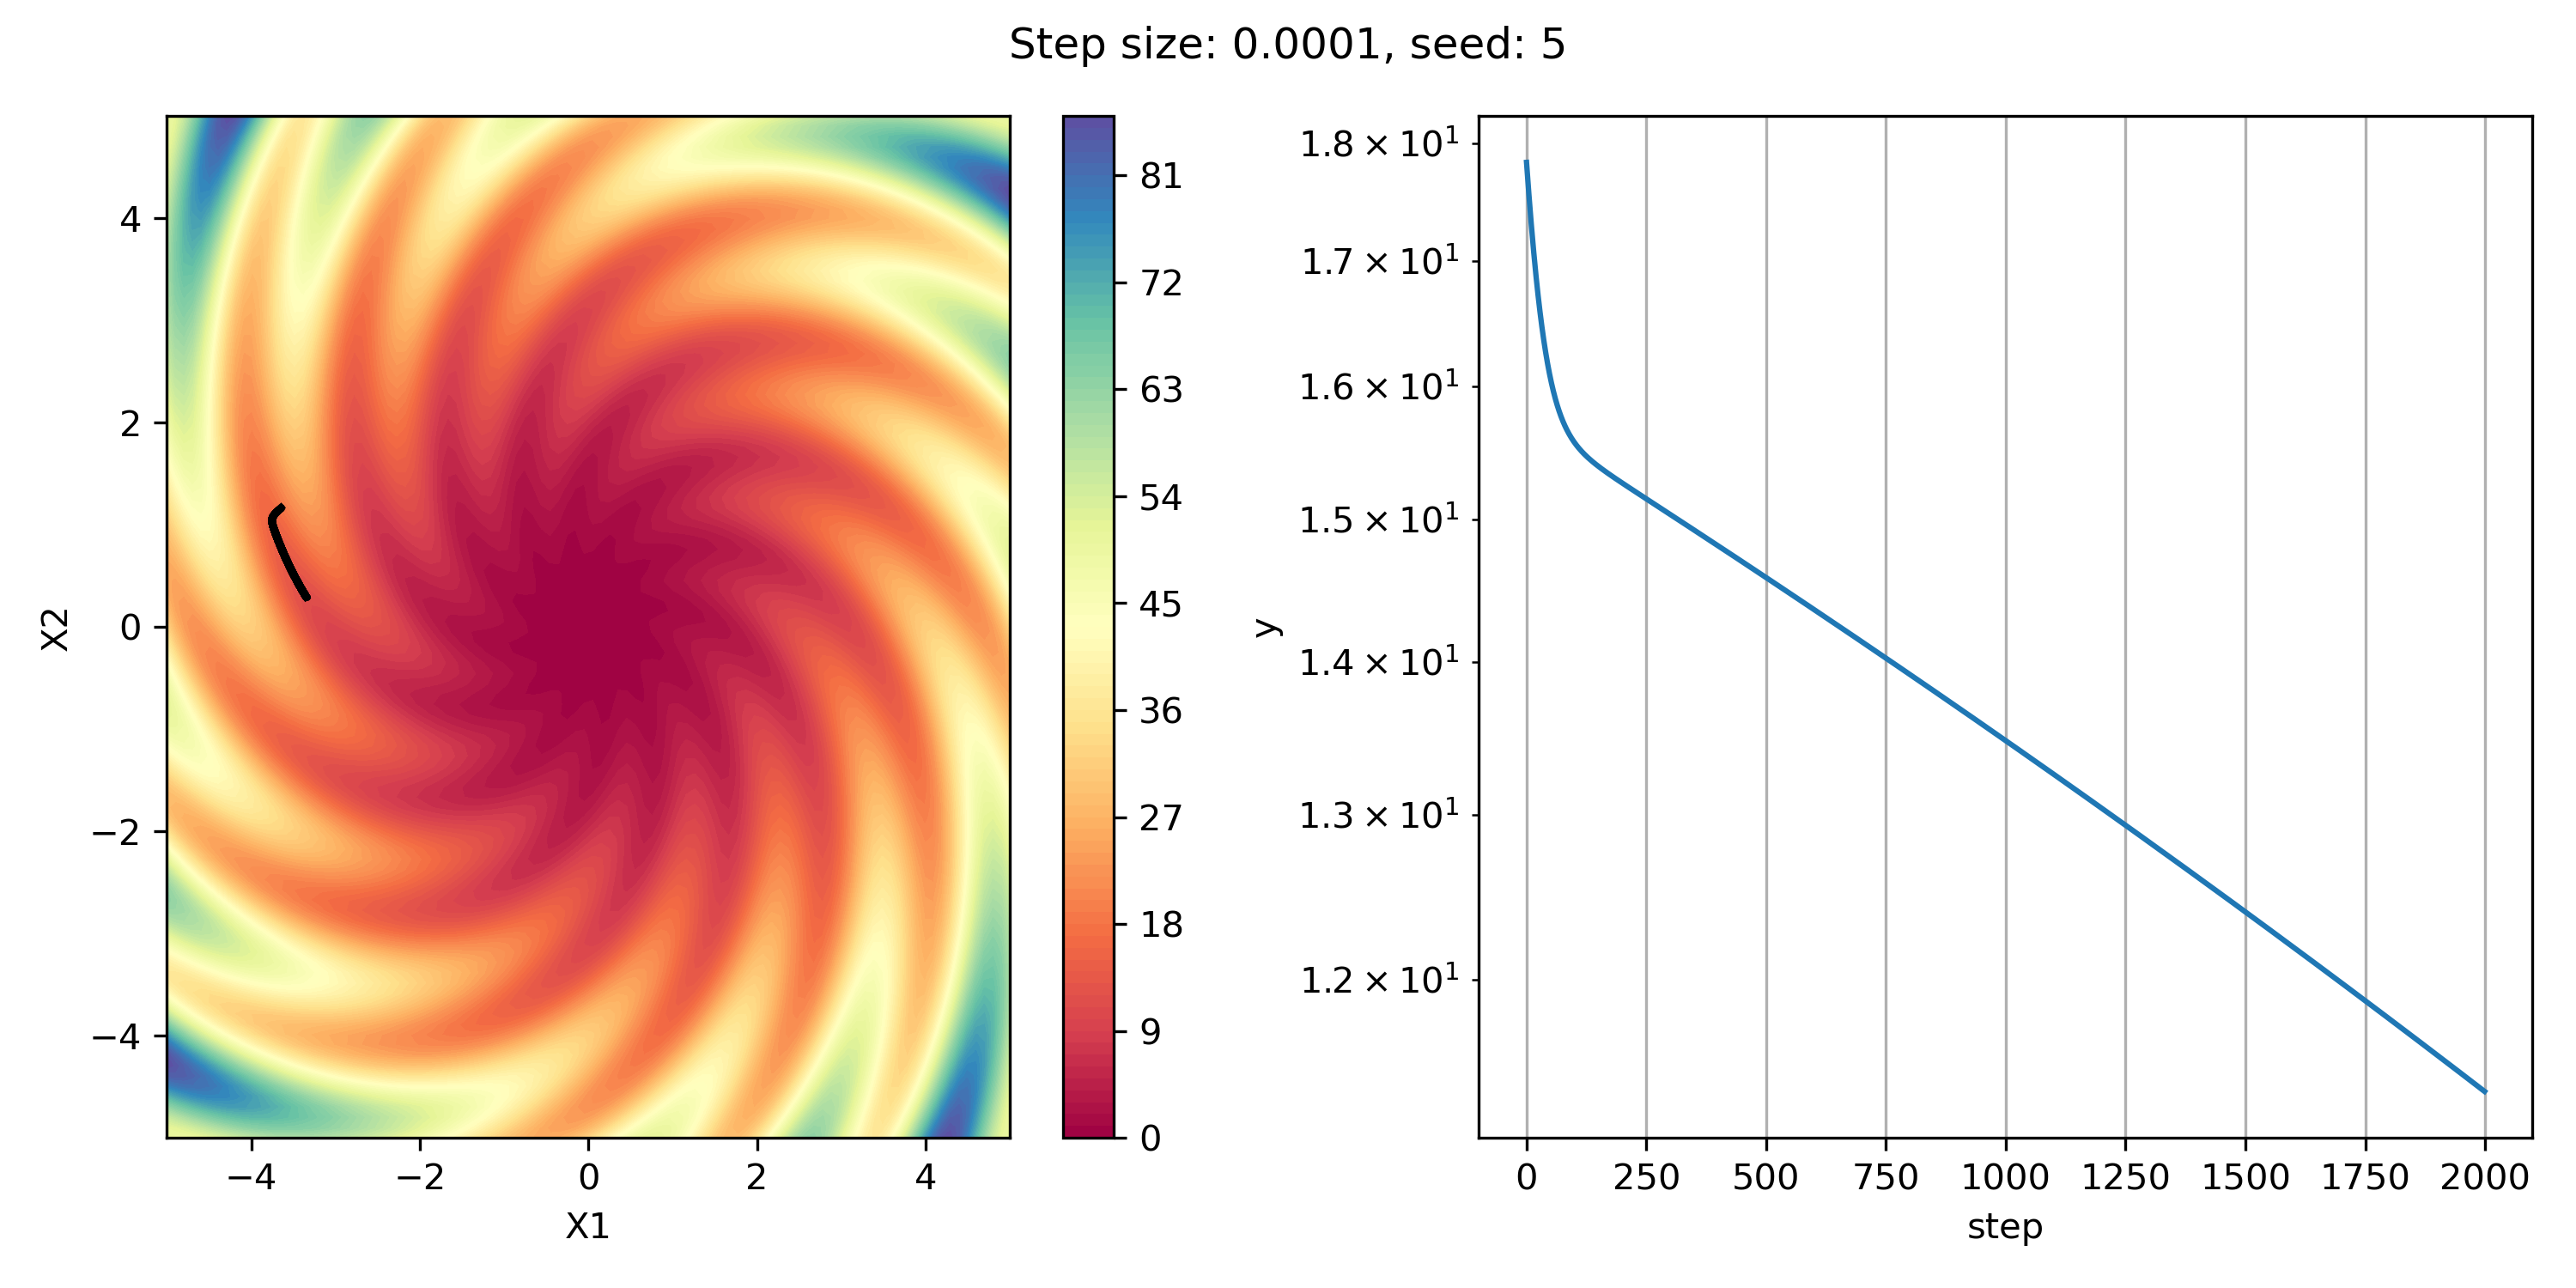 Step size: 0.0001, seed: 5
4
2
0
−2
−4
X2
−4 −2 0 2 4
X1
81
72
63
54
45
36
27
18
9
0
y
1.8 × 10¹
1.7 × 10¹
1.6 × 10¹
1.5 × 10¹
1.4 × 10¹
1.3 × 10¹
1.2 × 10¹
0 250 500 750 1000 1250 1500 1750 2000
step